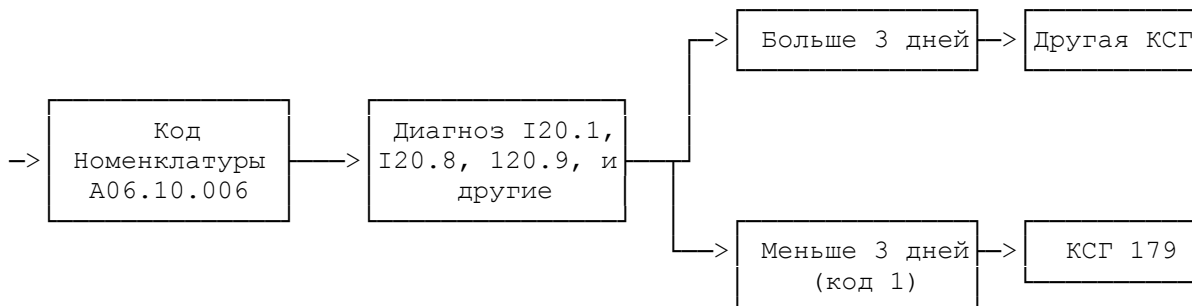 Больше 3 дней
Другая КСГ
Код
Номенклатуры
A06.10.006
Диагноз I20.1,
I20.8, 120.9, и
другие
Меньше 3 дней
(код 1)
КСГ 179